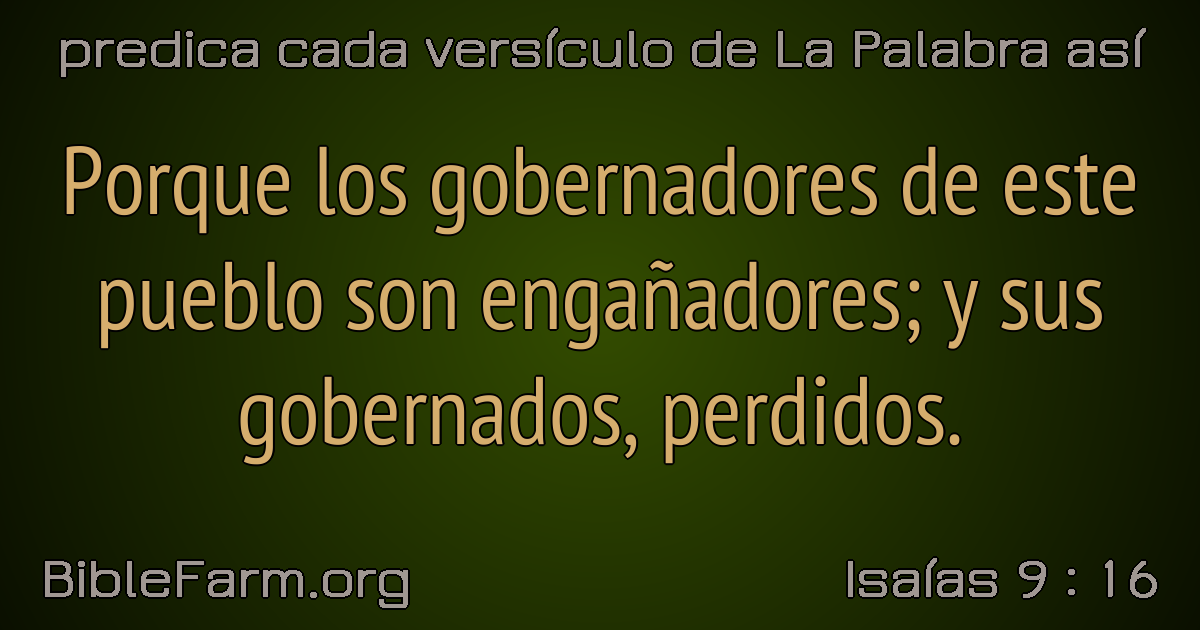 predica cada versículo de La Palabra así
Porque los gobernadores de este
pueblo son engañadores; y sus
gobernados, perdidos.
BibleFarm.org
Isaías 9 : 16